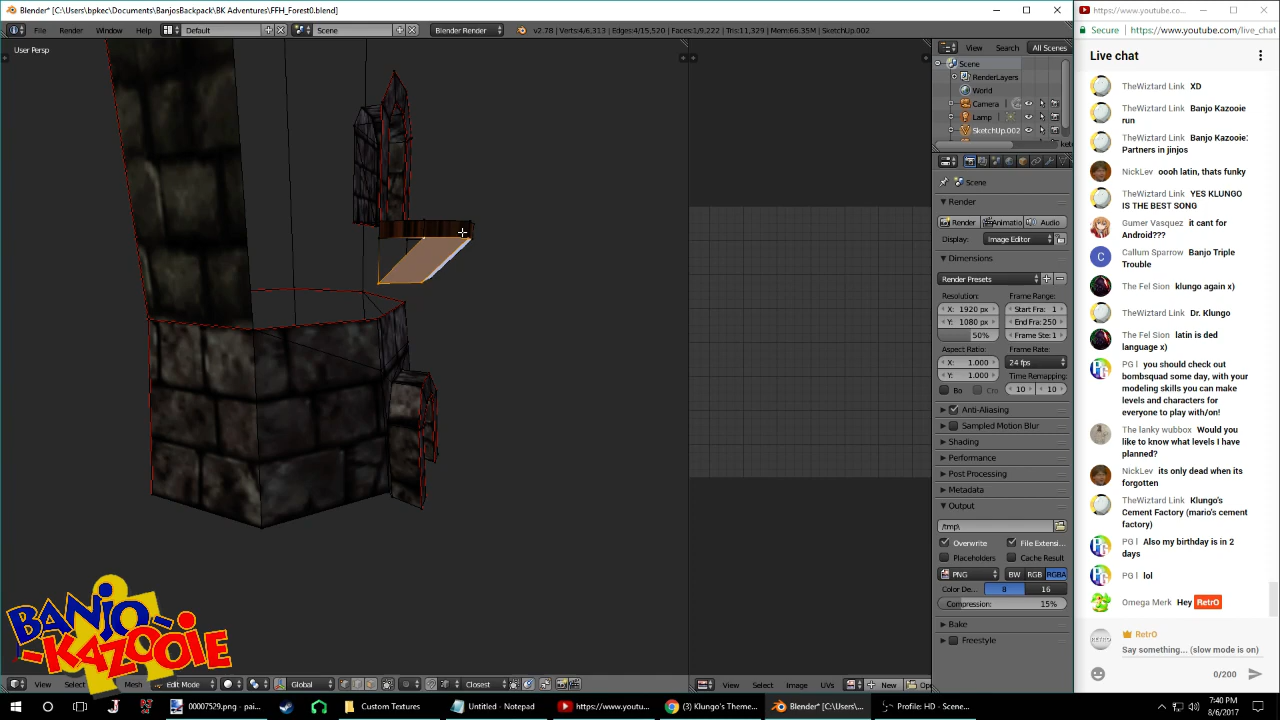 Blender* [C:\Users\bpkec\Documents\BanjosBackpack\BK Adventures\FFH_Forest0.blend]
File Render Window Help
Default
Scene
Blender Render
v2.78 | Verts:4/6,313 | Edges:4/15,520 | Faces:1/9,222 | Tris:11,329 | Mem:66.35M | SketchUp.002
User Persp
View Search All Scenes
Scene
RenderLayers
World
Camera
Lamp
SketchUp.002
Scene
Render
Render
Animatio
Audio
Display:
Image Editor
Dimensions
Render Presets
Resolution:
Frame Range:
X: 1920 px
Start Fra: 1
Y: 1080 px
End Fra: 250
50%
Frame Ste: 1
Aspect Ratio:
Frame Rate:
X: 1.000
24 fps
Y: 1.000
Time Remapping:
Bo
10
10
Anti-Aliasing
Sampled Motion Blur
Shading
Performance
Post Processing
Metadata
Output
/tmp\
Overwrite
File Extensi...
Placeholders
Cache Result
PNG
BW RGB RGBA
Color De...
8
16
Compression:
15%
Bake
Freestyle
BANJO-
-KAZOOIE
View
Select
Mesh
Edit Mode
Global
Closest
View
Select
Image
UVs
New
https://www.youtube.co...
Secure
https://www.youtube.com/live_chat
Live chat
TheWiztard Link XD
TheWiztard Link Banjo Kazooie
run
TheWiztard Link Banjo Kazooie:
Partners in jinjos
NickLev oooh latin, thats funky
TheWiztard Link YES KLUNGO
IS THE BEST SONG
Gumer Vasquez it cant for
Android???
Callum Sparrow Banjo Triple
Trouble
The Fel Sion klungo again x)
TheWiztard Link Dr. Klungo
The Fel Sion latin is ded
language x)
PG l you should check out
bombsquad some day, with your
modeling skills you can make
levels and characters for
everyone to play with/on!
The lanky wubbox Would you
like to know what levels I have
planned?
NickLev its only dead when its
forgotten
TheWiztard Link Klungo's
Cement Factory (mario's cement
factory)
PG l Also my birthday is in 2
days
PG l lol
Omega Merk Hey RetrO
RetrO
Say something... (slow mode is on)
0/200
00007529.png - pai...
Custom Textures
Untitled - Notepad
https://www.youtub...
(3) Klungo's Theme...
Blender* [C:\Users\...
Profile: HD - Scene...
7:40 PM
8/6/2017